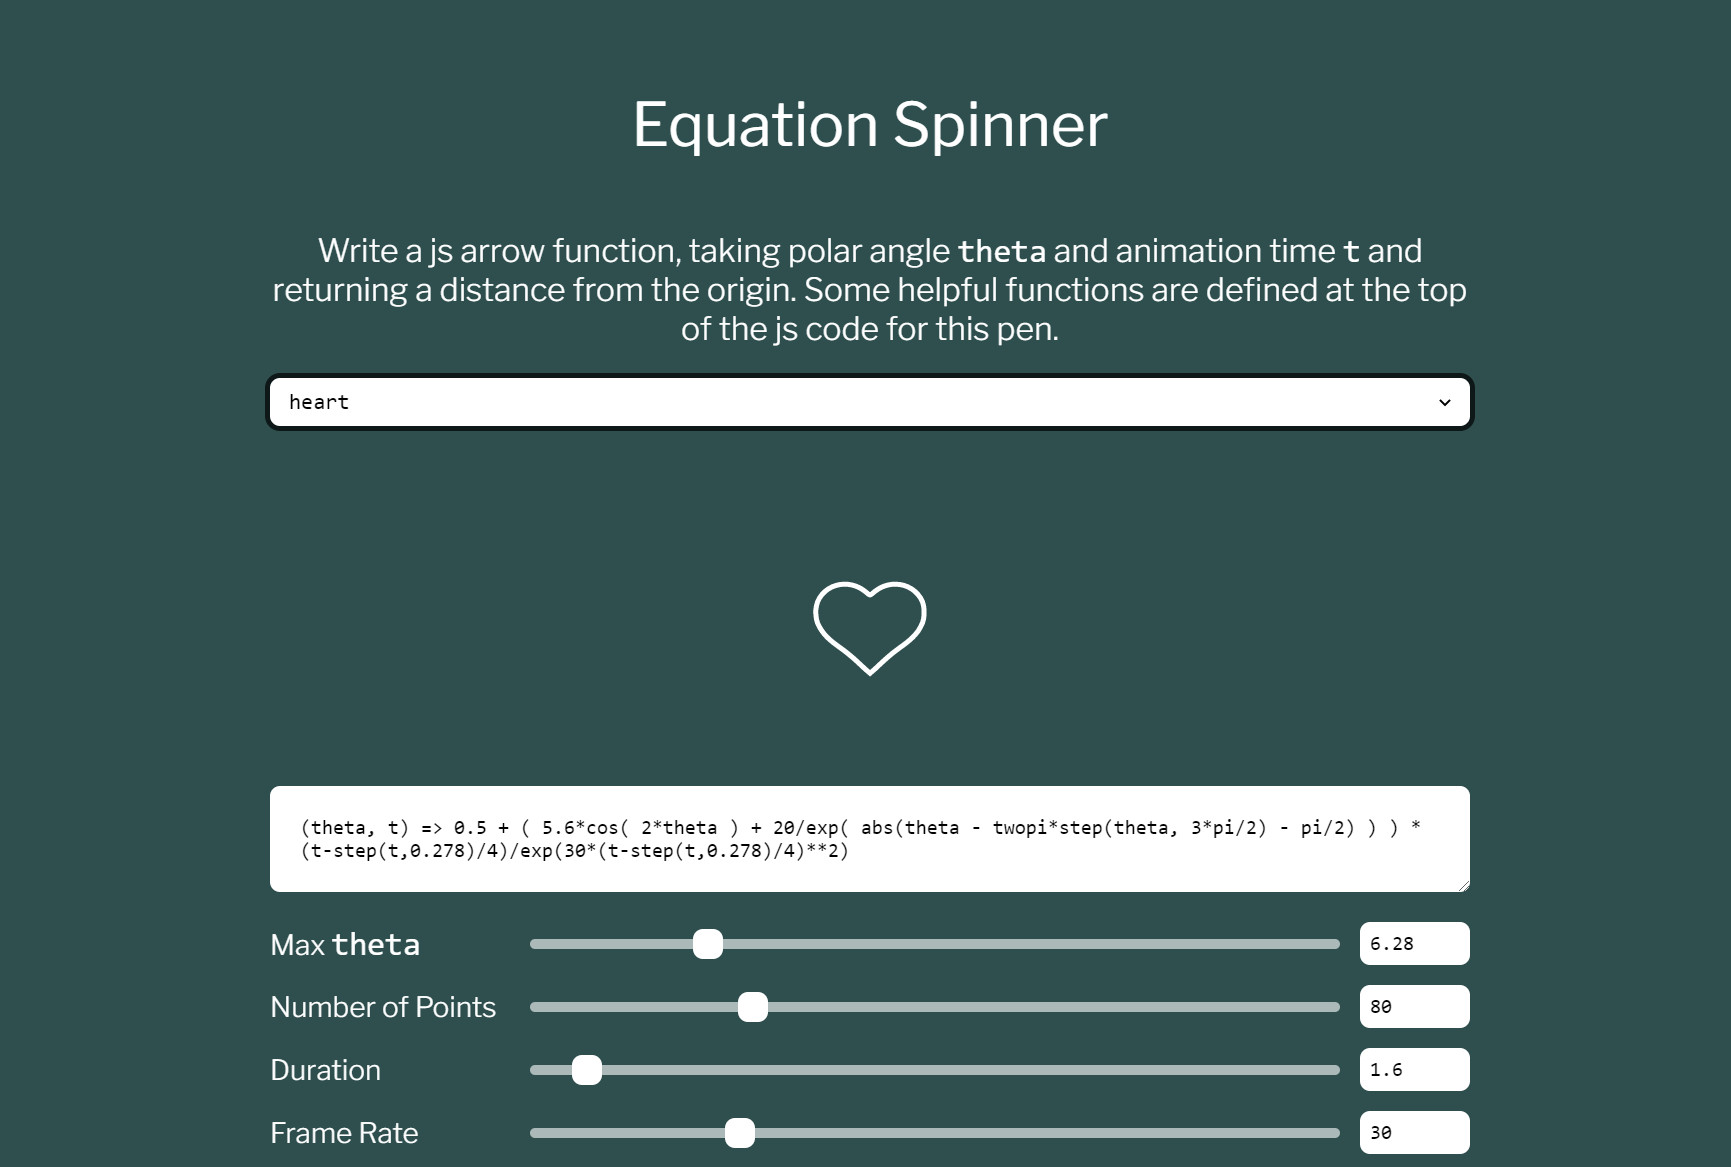 Equation Spinner
Write a js arrow function, taking polar angle theta and animation time t and
returning a distance from the origin. Some helpful functions are defined at the top
of the js code for this pen.
heart
(theta, t) => 0.5 + ( 5.6*cos( 2*theta ) + 20/exp( abs(theta - twopi*step(theta, 3*pi/2) - pi/2) ) ) *
(t-step(t,0.278)/4)/exp(30*(t-step(t,0.278)/4)**2)
Max theta 6.28
Number of Points 80
Duration 1.6
Frame Rate 30